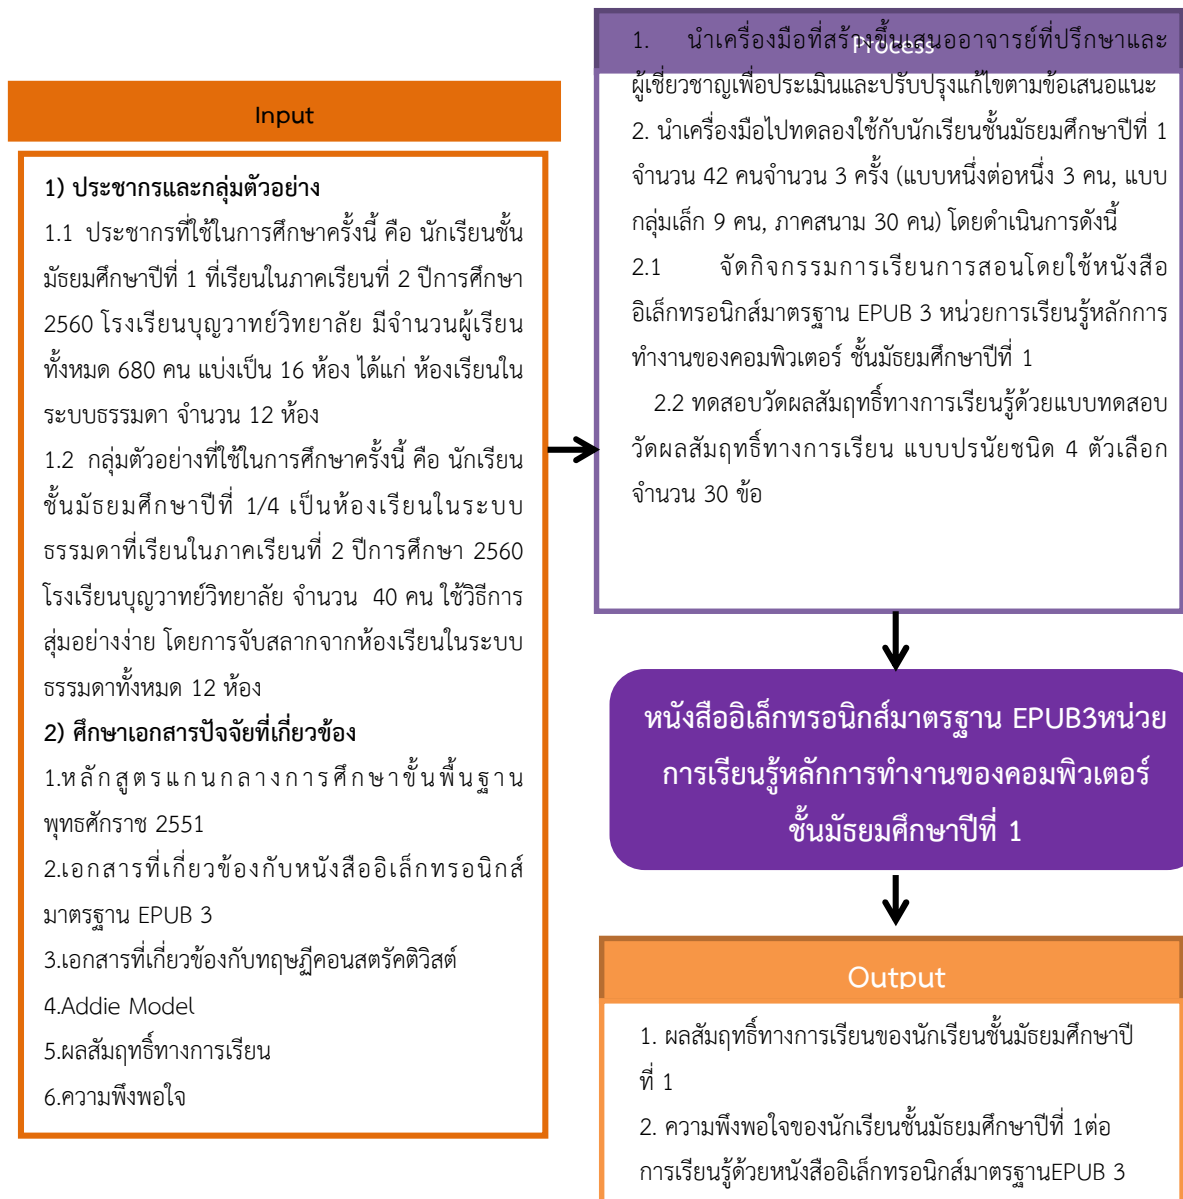 Input
1) ประชากรและกลุ่มตัวอย่าง
1.1 ประชากรที่ใช้ในการศึกษาครั้งนี้ คือ นักเรียนชั้น
มัธยมศึกษาปีที่ 1 ที่เรียนในภาคเรียนที่ 2 ปีการศึกษา
2560 โรงเรียนบุญวาทย์วิทยาลัย มีจำนวนผู้เรียน
ทั้งหมด 680 คน แบ่งเป็น 16 ห้อง ได้แก่ ห้องเรียนใน
ระบบธรรมดา จำนวน 12 ห้อง
1.2 กลุ่มตัวอย่างที่ใช้ในการศึกษาครั้งนี้ คือ นักเรียน
ชั้นมัธยมศึกษาปีที่ 1/4 เป็นห้องเรียนในระบบ
ธรรมดาที่เรียนในภาคเรียนที่ 2 ปีการศึกษา 2560
โรงเรียนบุญวาทย์วิทยาลัย จำนวน 40 คน ใช้วิธีการ
สุ่มอย่างง่าย โดยการจับสลากจากห้องเรียนในระบบ
ธรรมดาทั้งหมด 12 ห้อง
2) ศึกษาเอกสารปัจจัยที่เกี่ยวข้อง
1.หลักสูตรแกนกลางการศึกษาขั้นพื้นฐาน
พุทธศักราช 2551
2.เอกสารที่เกี่ยวข้องกับหนังสืออิเล็กทรอนิกส์
มาตรฐาน EPUB 3
3.เอกสารที่เกี่ยวข้องกับทฤษฏีคอนสตรัคติวิสต์
4.Addie Model
5.ผลสัมฤทธิ์ทางการเรียน
6.ความพึงพอใจ
Process
1. นำเครื่องมือที่สร้างขึ้นเสนออาจารย์ที่ปรึกษาและ
ผู้เชี่ยวชาญเพื่อประเมินและปรับปรุงแก้ไขตามข้อเสนอแนะ
2. นำเครื่องมือไปทดลองใช้กับนักเรียนชั้นมัธยมศึกษาปีที่ 1
จำนวน 42 คนจำนวน 3 ครั้ง (แบบหนึ่งต่อหนึ่ง 3 คน, แบบ
กลุ่มเล็ก 9 คน, ภาคสนาม 30 คน) โดยดำเนินการดังนี้
2.1 จัดกิจกรรมการเรียนการสอนโดยใช้หนังสือ
อิเล็กทรอนิกส์มาตรฐาน EPUB 3 หน่วยการเรียนรู้หลักการ
ทำงานของคอมพิวเตอร์ ชั้นมัธยมศึกษาปีที่ 1
2.2 ทดสอบวัดผลสัมฤทธิ์ทางการเรียนรู้ด้วยแบบทดสอบ
วัดผลสัมฤทธิ์ทางการเรียน แบบปรนัยชนิด 4 ตัวเลือก
จำนวน 30 ข้อ
หนังสืออิเล็กทรอนิกส์มาตรฐาน EPUB3หน่วย
การเรียนรู้หลักการทำงานของคอมพิวเตอร์
ชั้นมัธยมศึกษาปีที่ 1
Output
1. ผลสัมฤทธิ์ทางการเรียนของนักเรียนชั้นมัธยมศึกษาปี
ที่ 1
2. ความพึงพอใจของนักเรียนชั้นมัธยมศึกษาปีที่ 1ต่อ
การเรียนรู้ด้วยหนังสืออิเล็กทรอนิกส์มาตรฐานEPUB 3